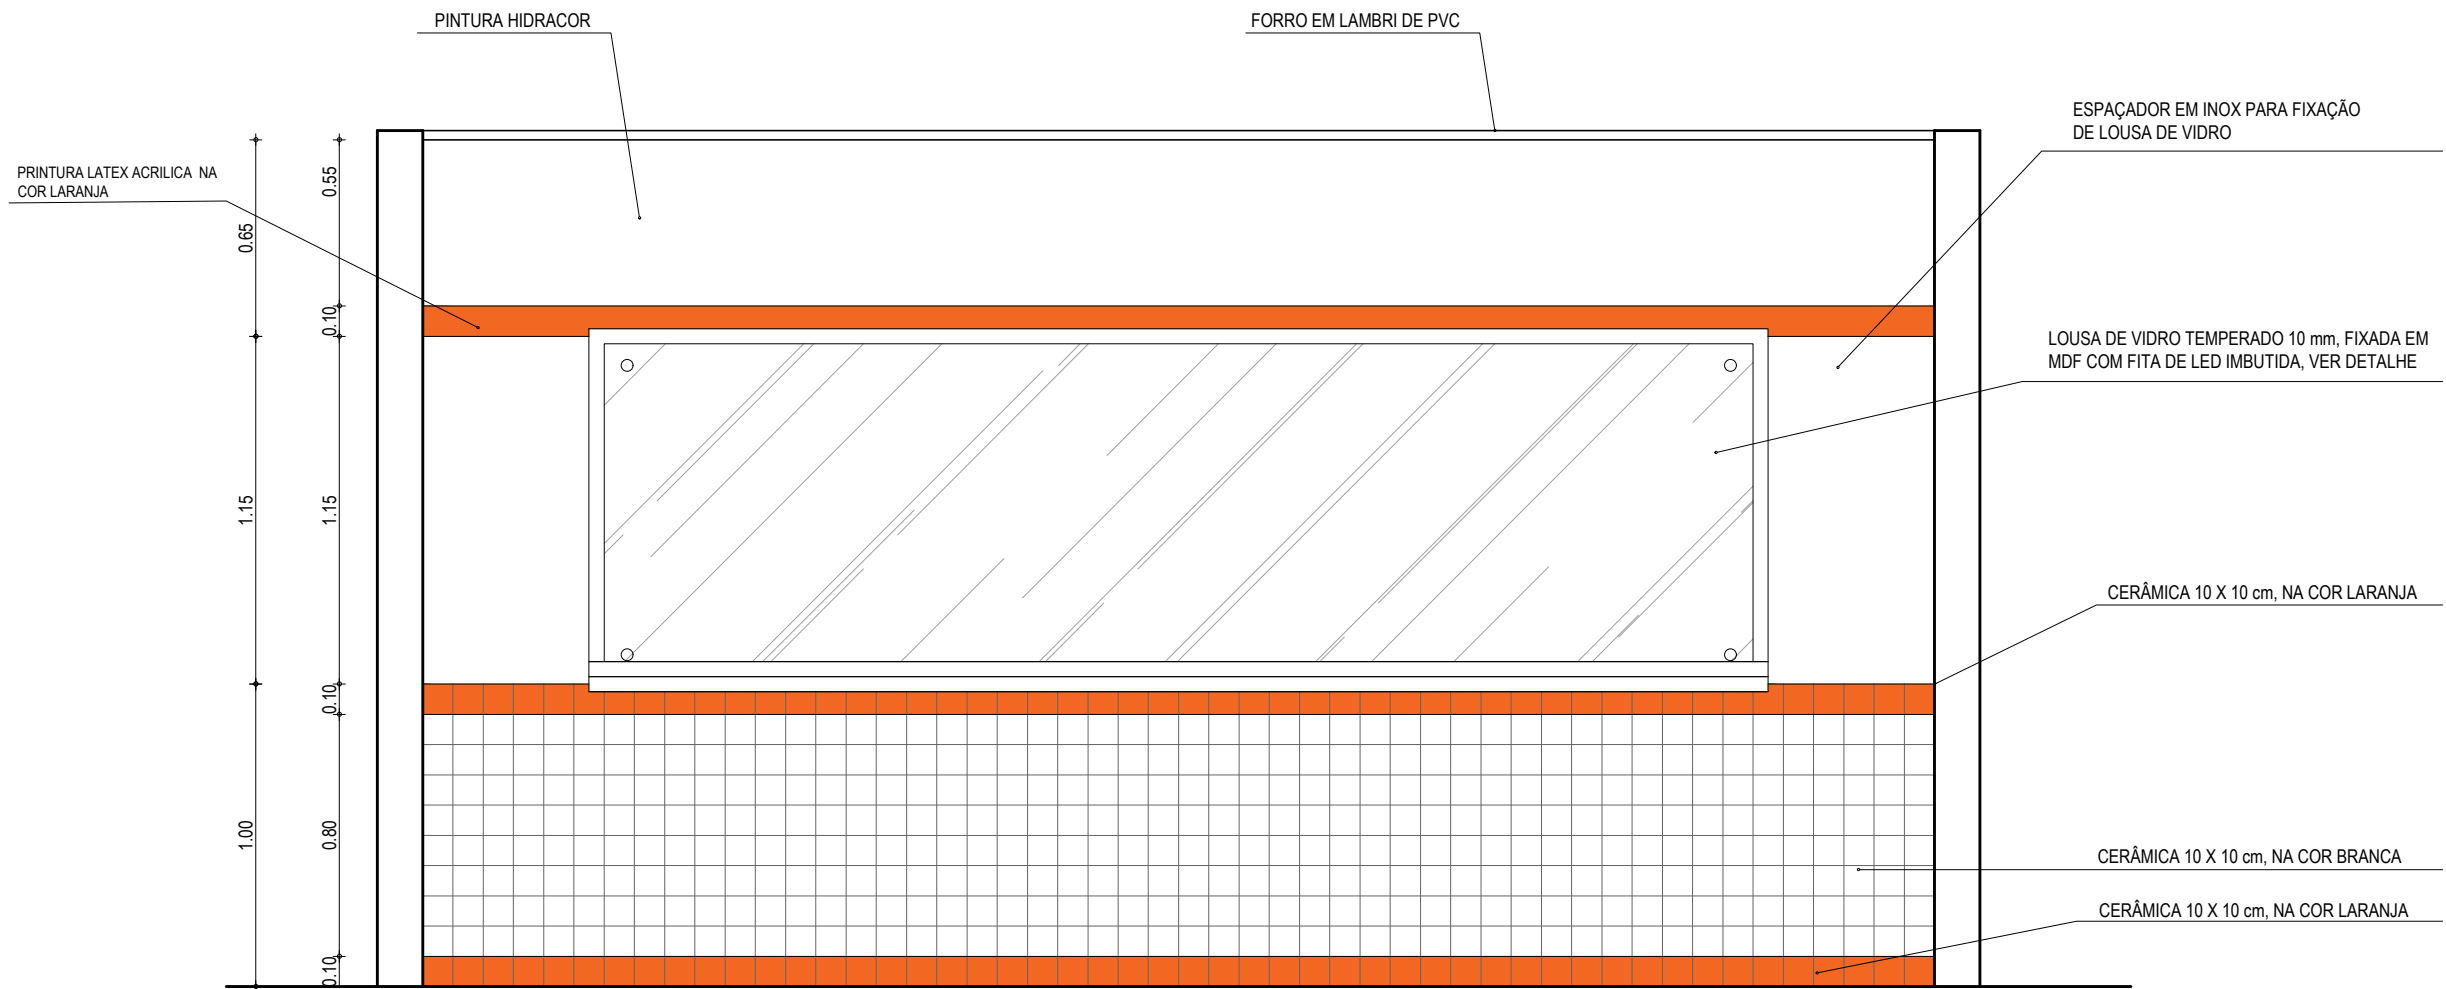 PINTURA HIDRACOR
FORRO EM LAMBRI DE PVC
ESPAÇADOR EM INOX PARA FIXAÇÃO
DE LOUSA DE VIDRO
PRINTURA LATEX ACRILICA NA
COR LARANJA
0.55
0.65
0.10
LOUSA DE VIDRO TEMPERADO 10 mm, FIXADA EM
MDF COM FITA DE LED IMBUTIDA, VER DETALHE
1.15
1.15
CERÂMICA 10 X 10 cm, NA COR LARANJA
0.10
1.00
0.80
CERÂMICA 10 X 10 cm, NA COR BRANCA
CERÂMICA 10 X 10 cm, NA COR LARANJA
0.10